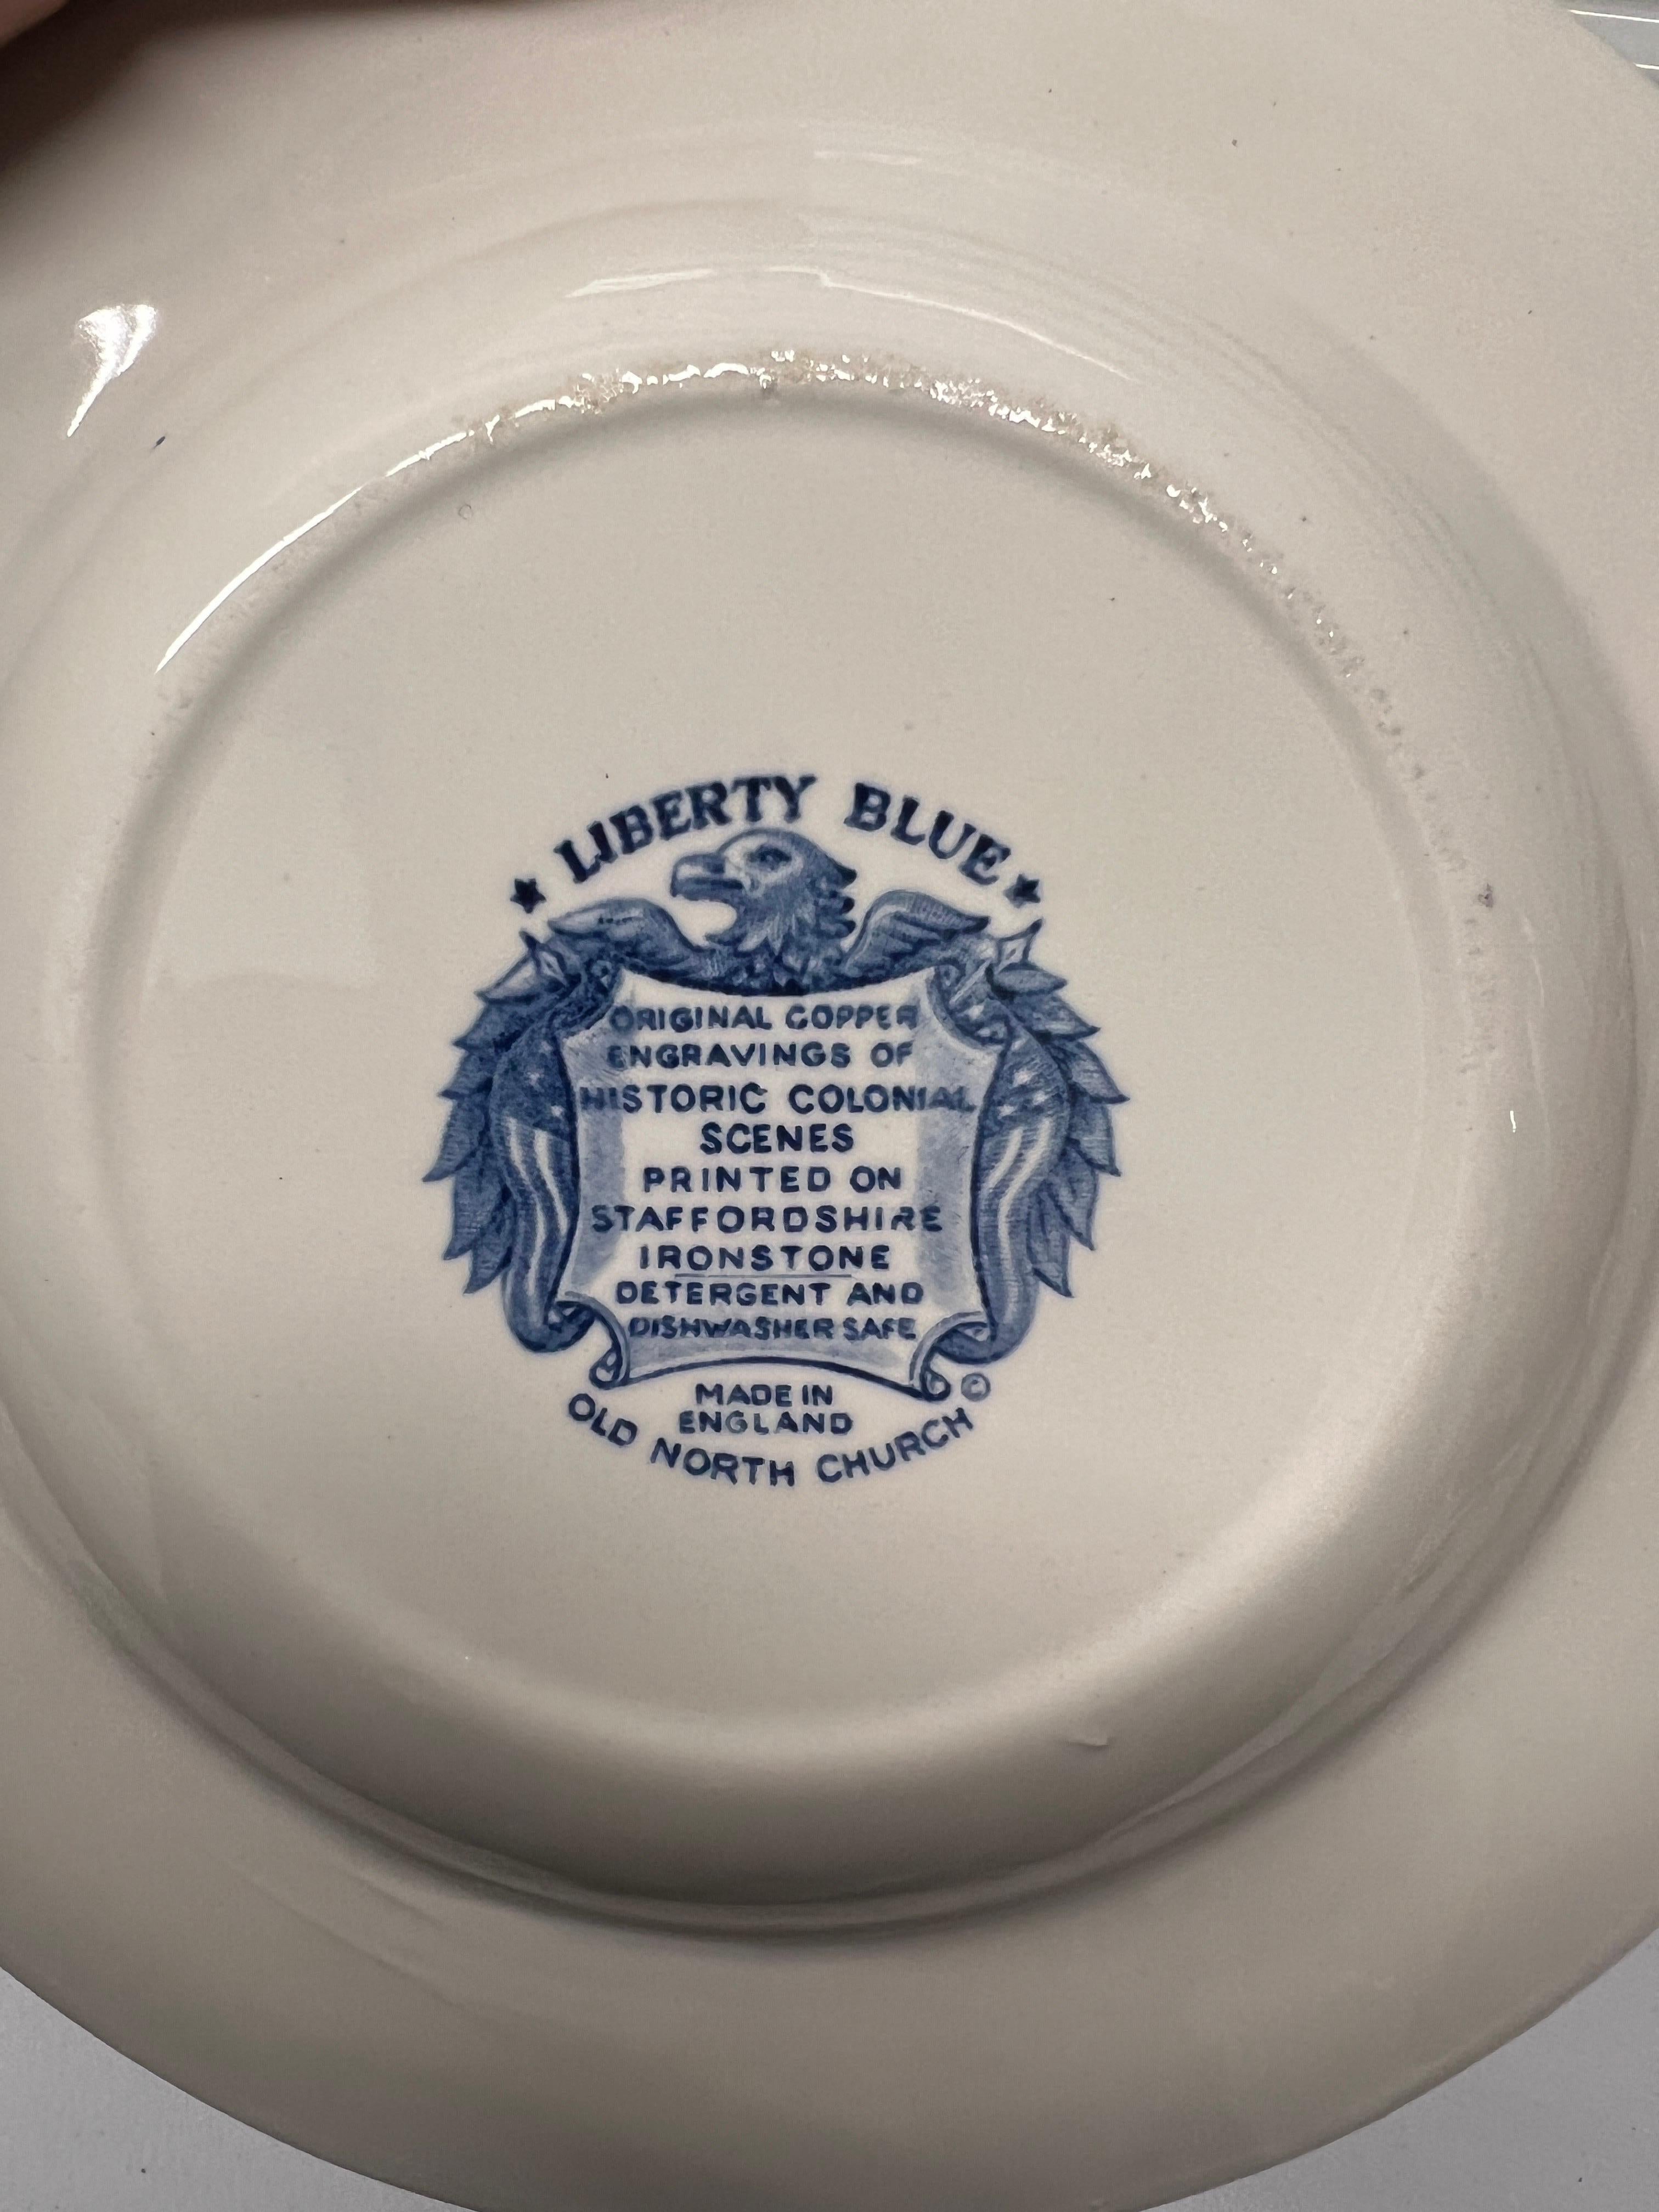 ★ LIBERTY BLUE ★
ORIGINAL COPPER
ENGRAVINGS OF
HISTORIC COLONIAL
SCENES
PRINTED ON
STAFFORDSHIRE
IRONSTONE
DETERGENT AND
DISHWASHER SAFE
MADE IN
ENGLAND
OLD NORTH CHURCH ©